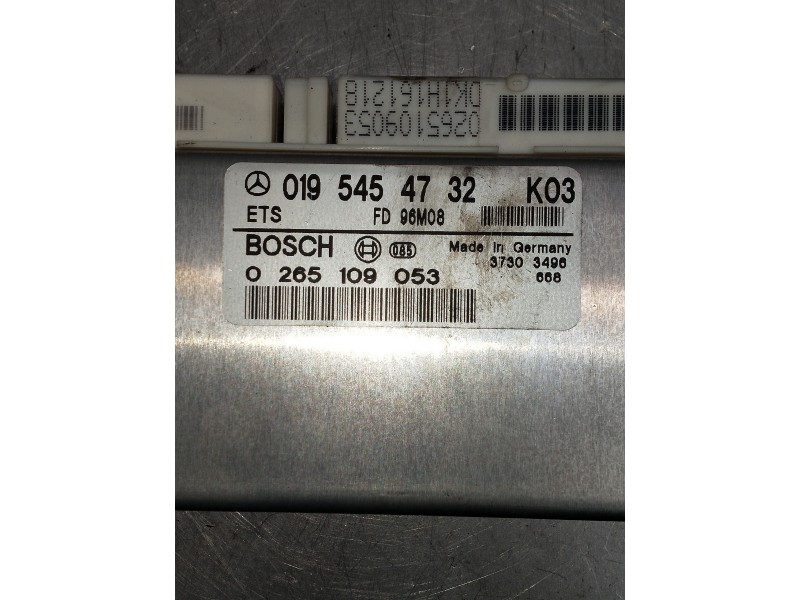 0265109053
DK1H161218
019 545 47 32 K03
ETS FD 96M08
BOSCH 085 Made in Germany
0 265 109 053 3730 3496
668